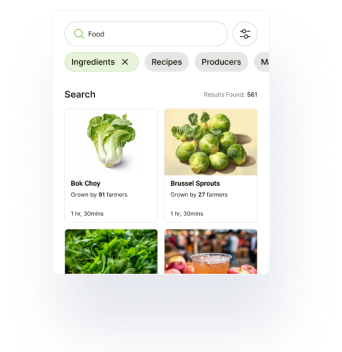 Food
Ingredients X
Recipes
Producers
Search
Results Found: 561
Bok Choy
Grown by 91 farmers
1 hr, 30mins
Brussel Sprouts
Grown by 27 farmers
1 hr, 30mins